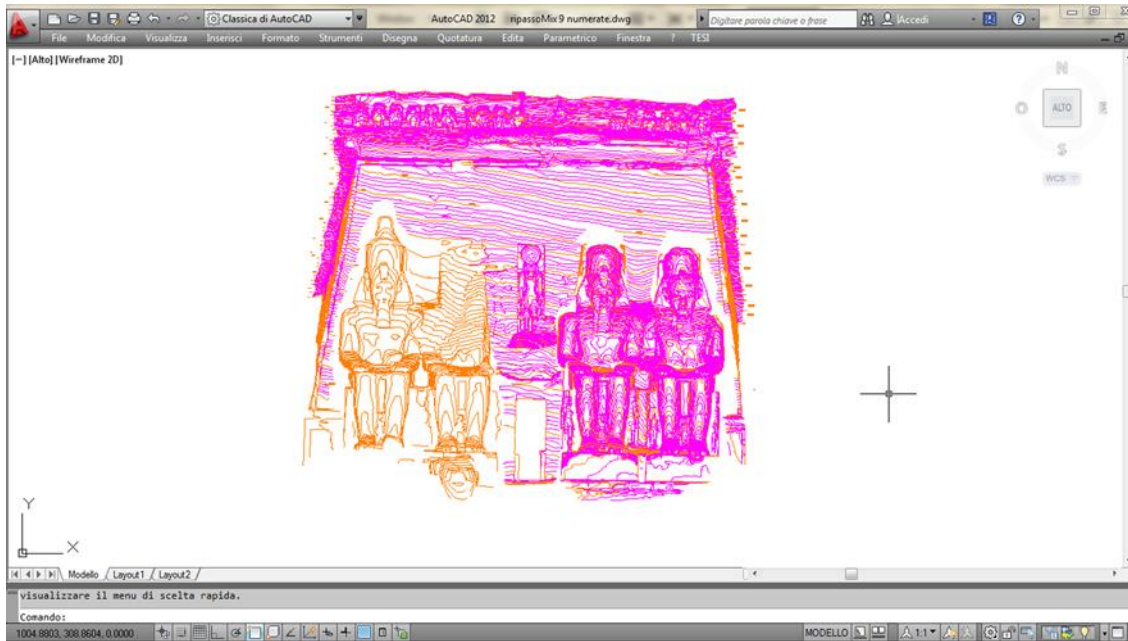 Classica di AutoCAD
AutoCAD 2012 ripassoMix 9 numerate.dwg
Digitare parola chiave o frase
Accedi
File Modifica Visualizza Inserisci Formato Strumenti Disegna Quotatura Edita Parametrico Finestra ? TESI
[−] [Alto] [Wireframe 2D]
N
O ALTO E
S
WCS
Y
X
Modello / Layout1 / Layout2 /
visualizzare il menu di scelta rapida.
Comando:
1004.8803, 308.8604, 0.0000
MODELLO
1:1